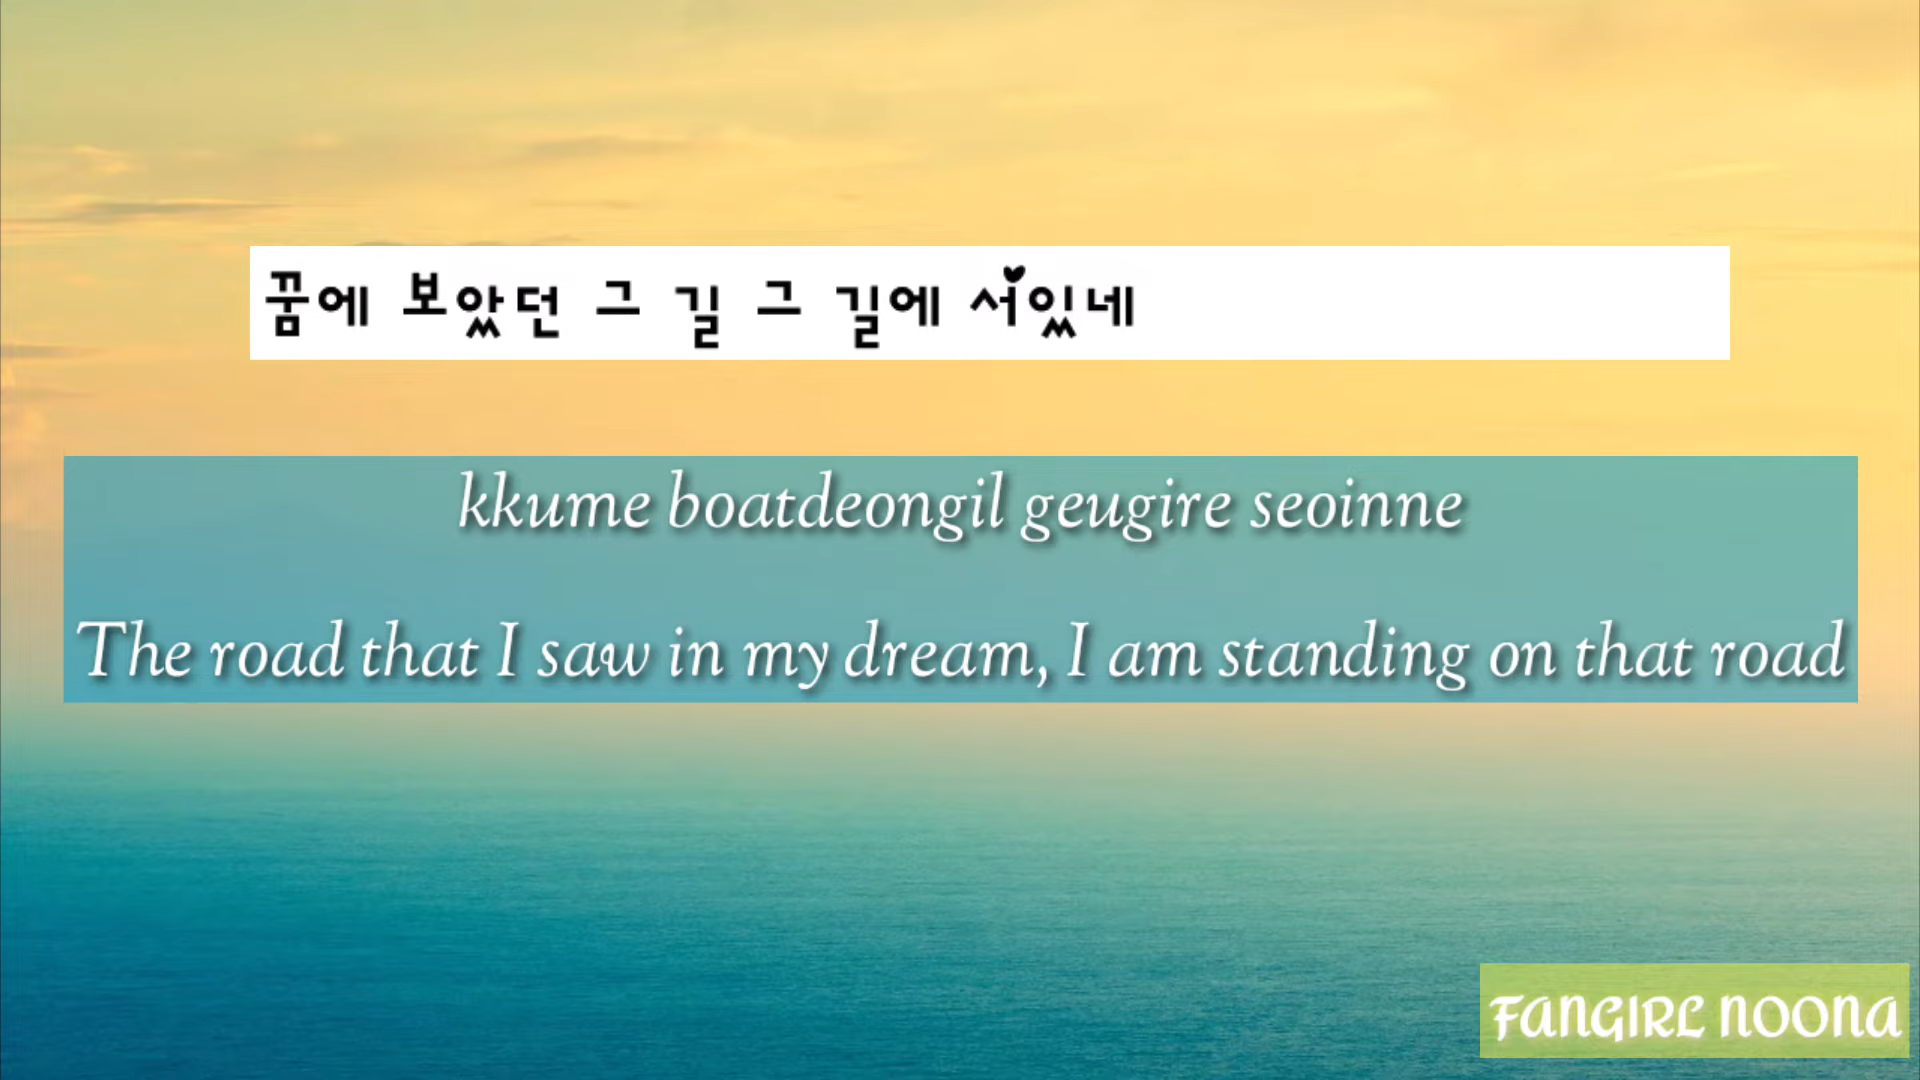 꿈에 보았던 그 길 그 길에 서있네
kkume boatdeongil geugire seoinne
The road that I saw in my dream, I am standing on that road
FANGIRL NOONA